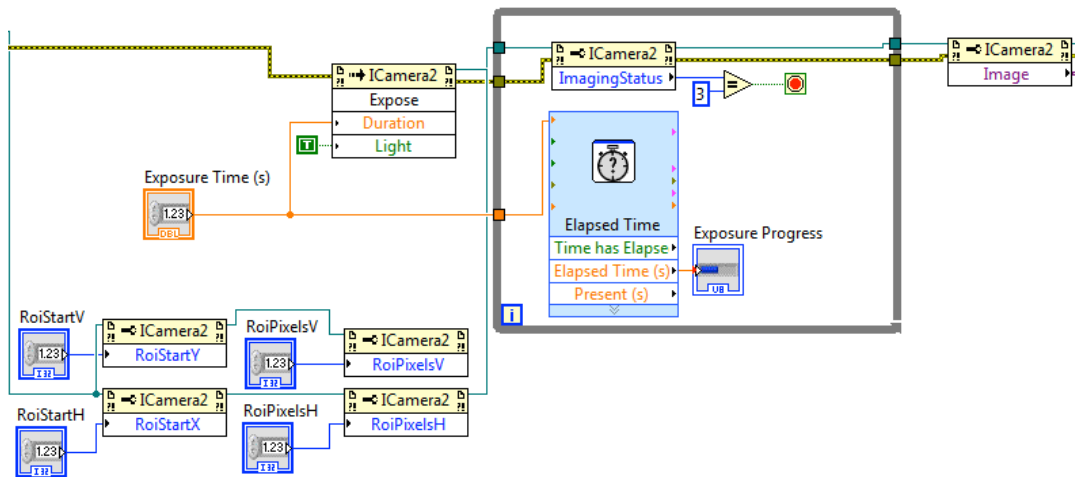 ICamera2
Expose
Duration
Light
T
Exposure Time (s)
1.23
DBL
ICamera2
ImagingStatus
3
?
Elapsed Time
Time has Elapse
Elapsed Time (s)
Present (s)
Exposure Progress
U8
i
ICamera2
Image
RoiStartV
1.23
I32
ICamera2
RoiStartY
RoiPixelsV
1.23
I32
ICamera2
RoiPixelsV
RoiStartH
1.23
I32
ICamera2
RoiStartX
RoiPixelsH
1.23
I32
ICamera2
RoiPixelsH